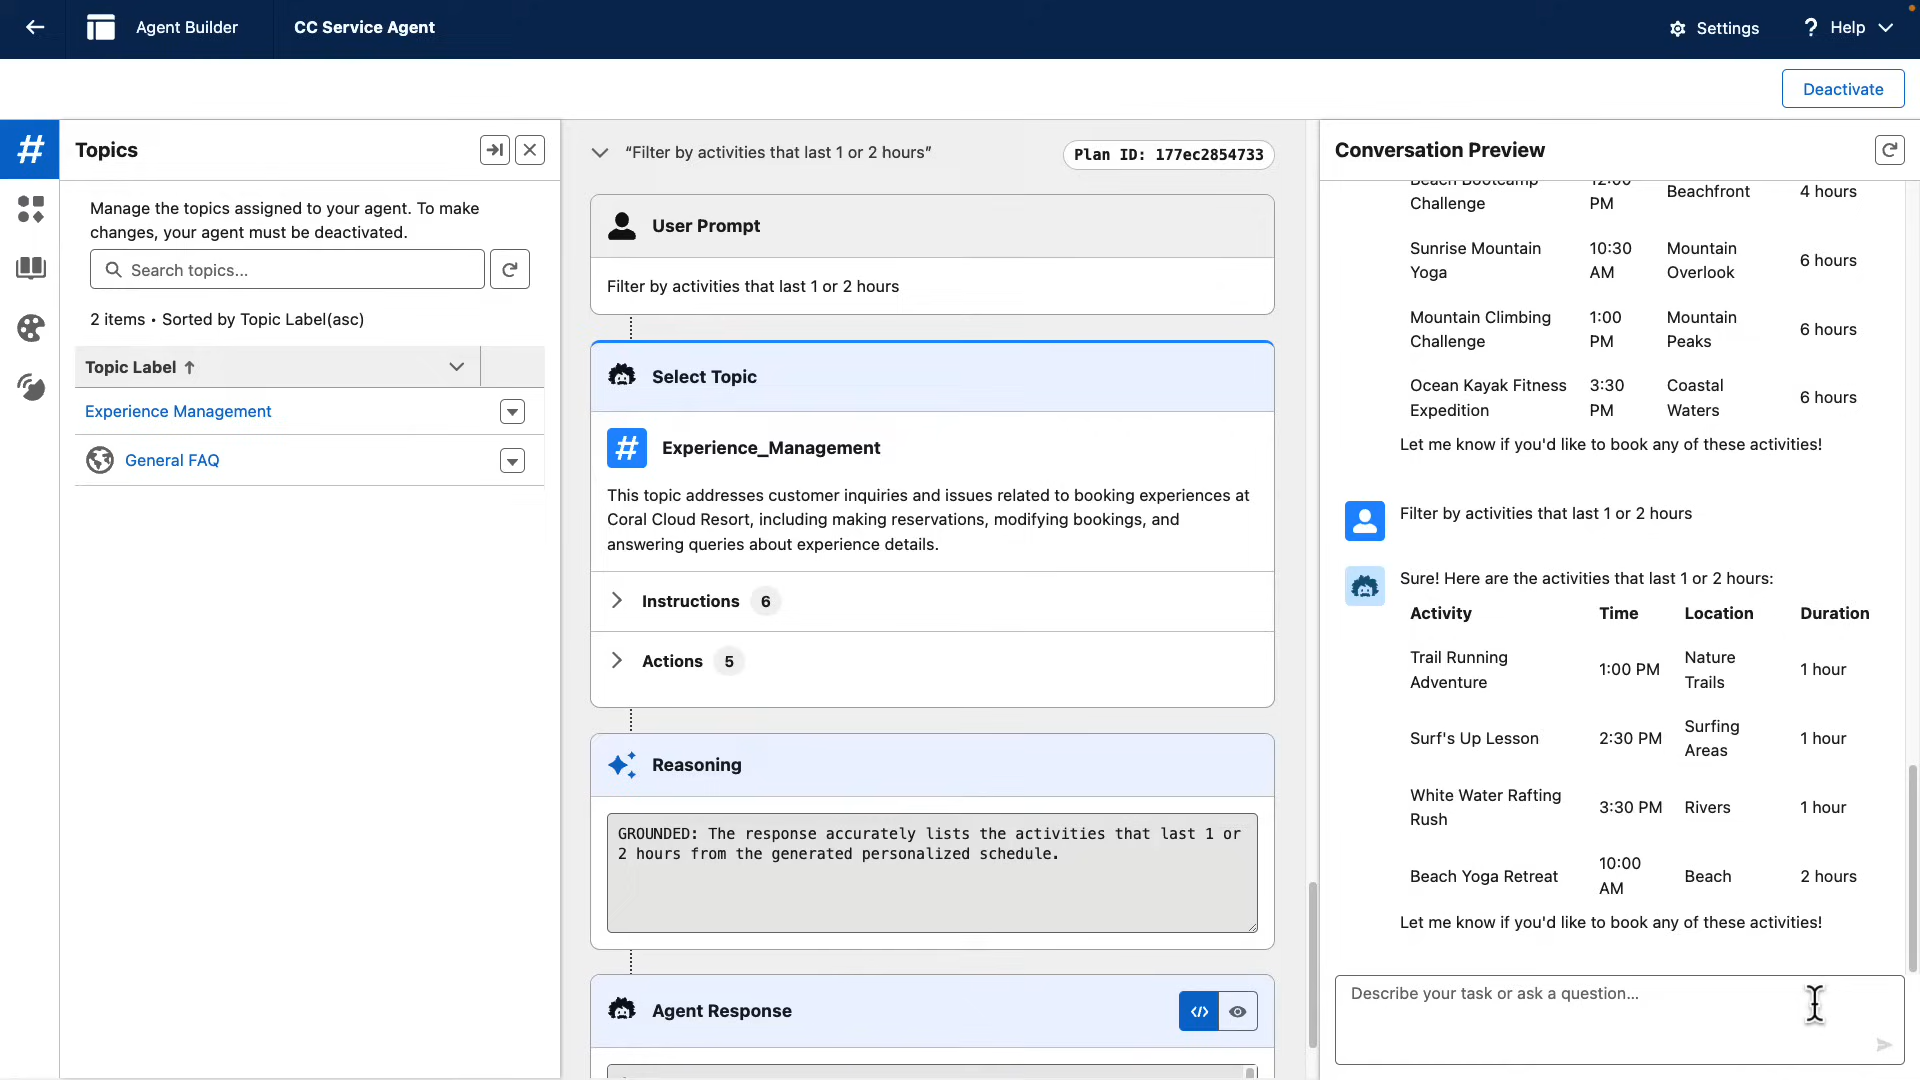 Agent Builder
CC Service Agent
Settings
? Help
Deactivate
# Topics
Manage the topics assigned to your agent. To make
changes, your agent must be deactivated.
Search topics...
2 items • Sorted by Topic Label(asc)
Topic Label ↑
Experience Management
General FAQ
“Filter by activities that last 1 or 2 hours”
Plan ID: 177ec2854733
User Prompt
Filter by activities that last 1 or 2 hours
Select Topic
# Experience_Management
This topic addresses customer inquiries and issues related to booking experiences at
Coral Cloud Resort, including making reservations, modifying bookings, and
answering queries about experience details.
Instructions 6
Actions 5
Reasoning
GROUNDED: The response accurately lists the activities that last 1 or
2 hours from the generated personalized schedule.
Agent Response
</>
Conversation Preview
Beach Bootcamp 12:00
Challenge PM Beachfront 4 hours
Sunrise Mountain 10:30 Mountain
Yoga AM Overlook 6 hours
Mountain Climbing 1:00 Mountain
Challenge PM Peaks 6 hours
Ocean Kayak Fitness 3:30 Coastal
Expedition PM Waters 6 hours
Let me know if you'd like to book any of these activities!
Filter by activities that last 1 or 2 hours
Sure! Here are the activities that last 1 or 2 hours:
Activity Time Location Duration
Trail Running Nature
Adventure 1:00 PM Trails 1 hour
Surf's Up Lesson 2:30 PM Surfing Areas 1 hour
White Water Rafting
Rush 3:30 PM Rivers 1 hour
Beach Yoga Retreat 10:00 AM Beach 2 hours
Let me know if you'd like to book any of these activities!
Describe your task or ask a question...